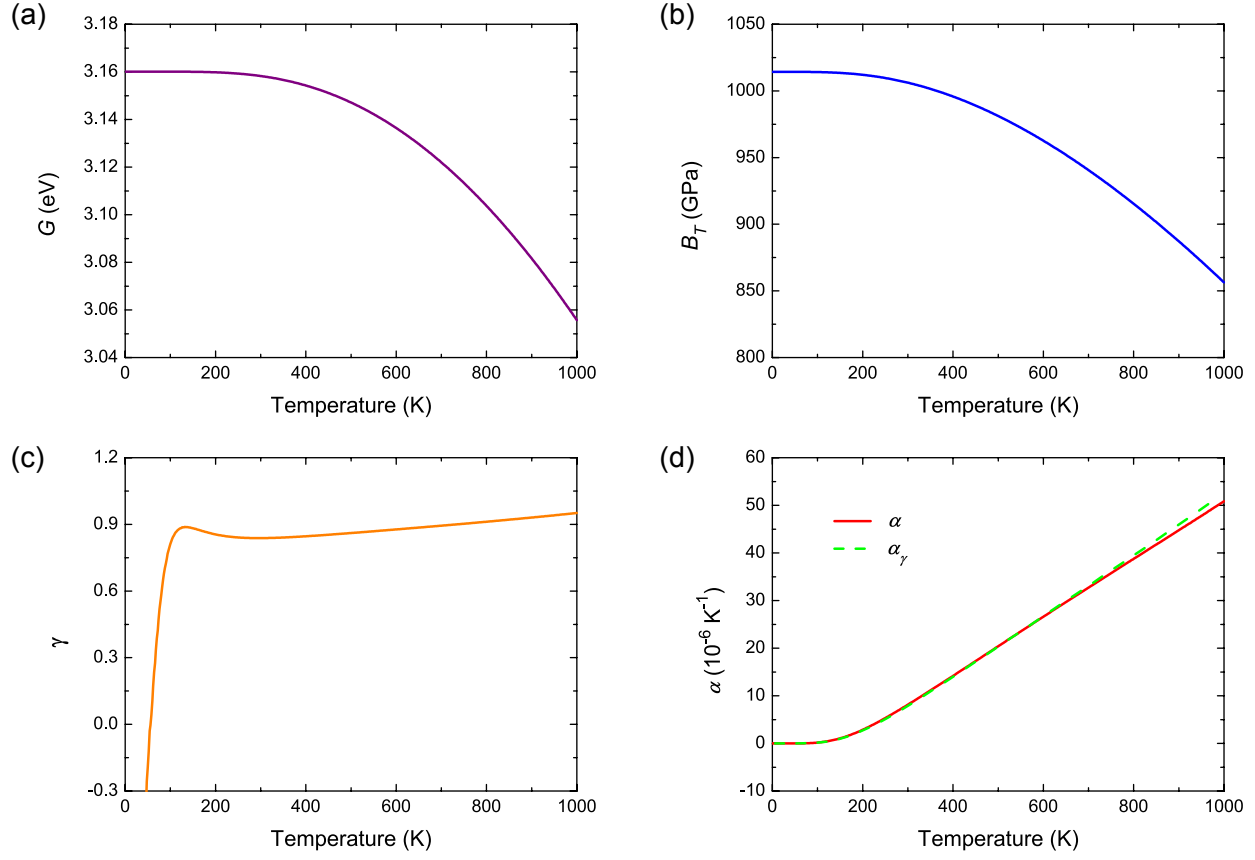 (a)
3.18
3.16
3.14
3.12
3.10
3.08
3.06
3.04
G (eV)
0 200 400 600 800 1000
Temperature (K)
(b)
1050
1000
950
900
850
800
B_T (GPa)
0 200 400 600 800 1000
Temperature (K)
(c)
1.2
0.9
0.6
0.3
0.0
-0.3
γ
0 200 400 600 800 1000
Temperature (K)
(d)
60
50
40
30
20
10
0
-10
α (10⁻⁶ K⁻¹)
α
α_γ
0 200 400 600 800 1000
Temperature (K)